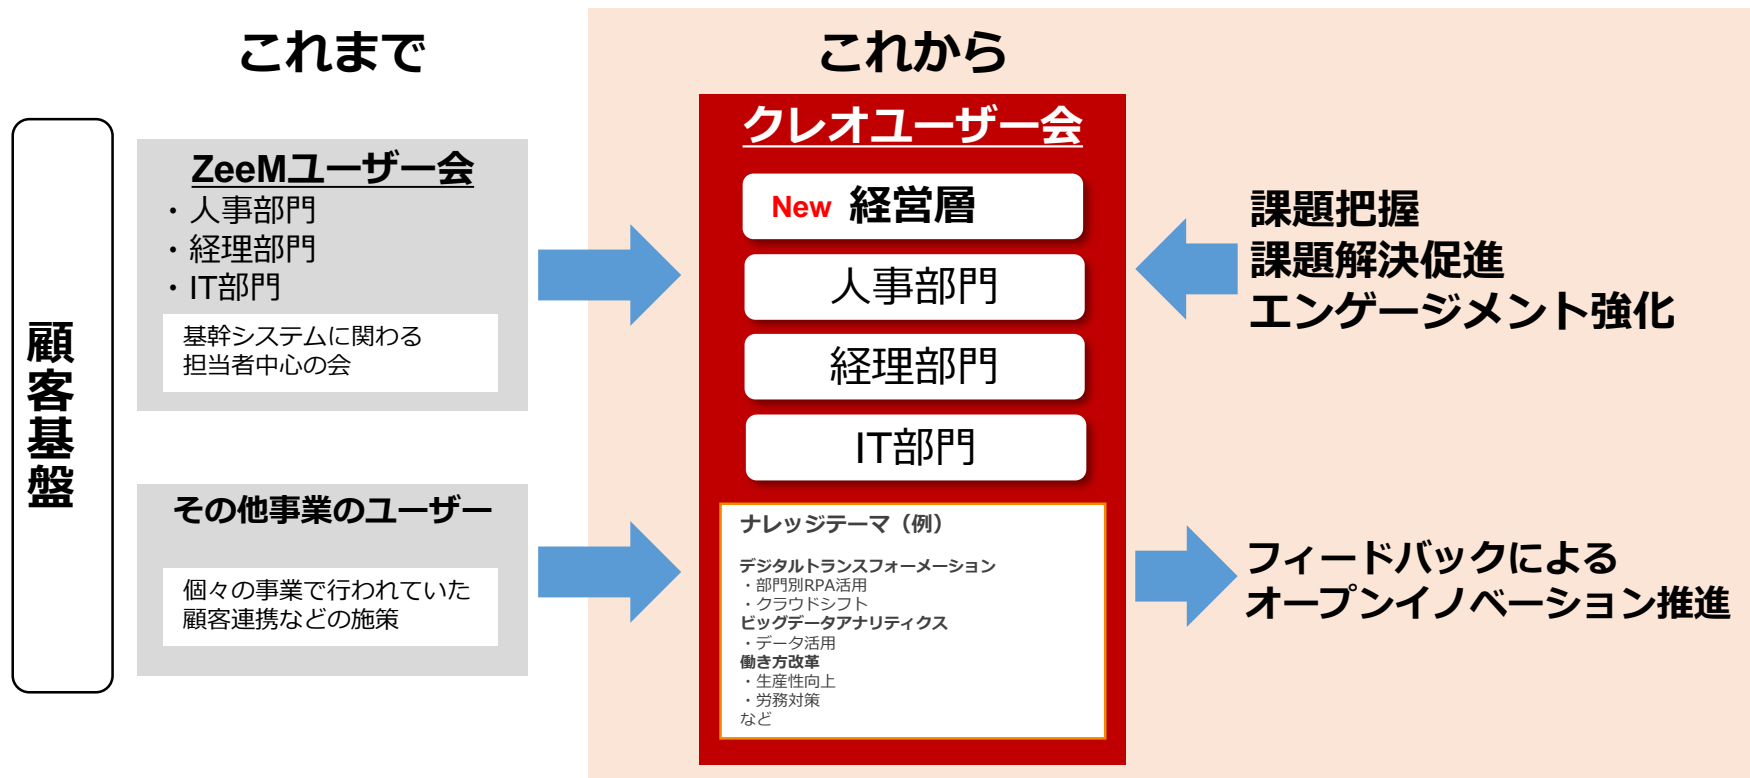 これまで
これから
顧客基盤
ZeeMユーザー会
・人事部門
・経理部門
・IT部門
基幹システムに関わる
担当者中心の会
その他事業のユーザー
個々の事業で行われていた
顧客連携などの施策
クレオユーザー会
New 経営層
人事部門
経理部門
IT部門
ナレッジテーマ（例）
デジタルトランスフォーメーション
・部門別RPA活用
・クラウドシフト
ビッグデータアナリティクス
・データ活用
働き方改革
・生産性向上
・労務対策
など
課題把握
課題解決促進
エンゲージメント強化
フィードバックによる
オープンイノベーション推進